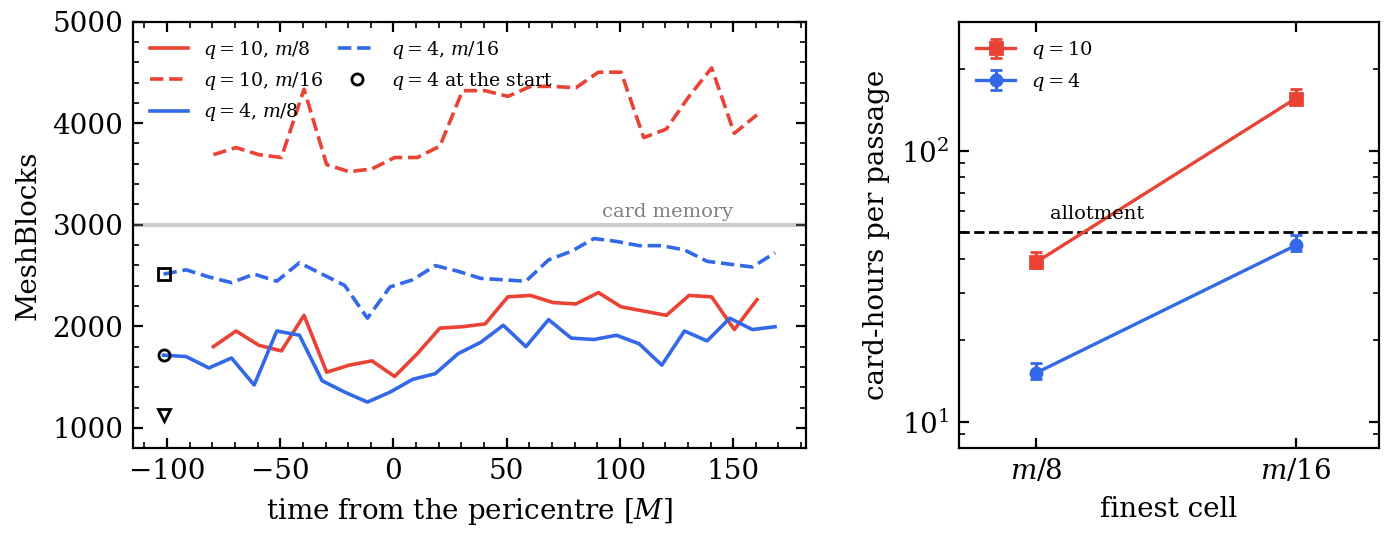 5000
4000
3000
2000
1000
MeshBlocks
q = 10, m/8
q = 10, m/16
q = 4, m/8
q = 4, m/16
q = 4 at the start
card memory
−100
−50
0
50
100
150
time from the pericentre [M]
card-hours per passage
10²
10¹
q = 10
q = 4
allotment
m/8
m/16
finest cell